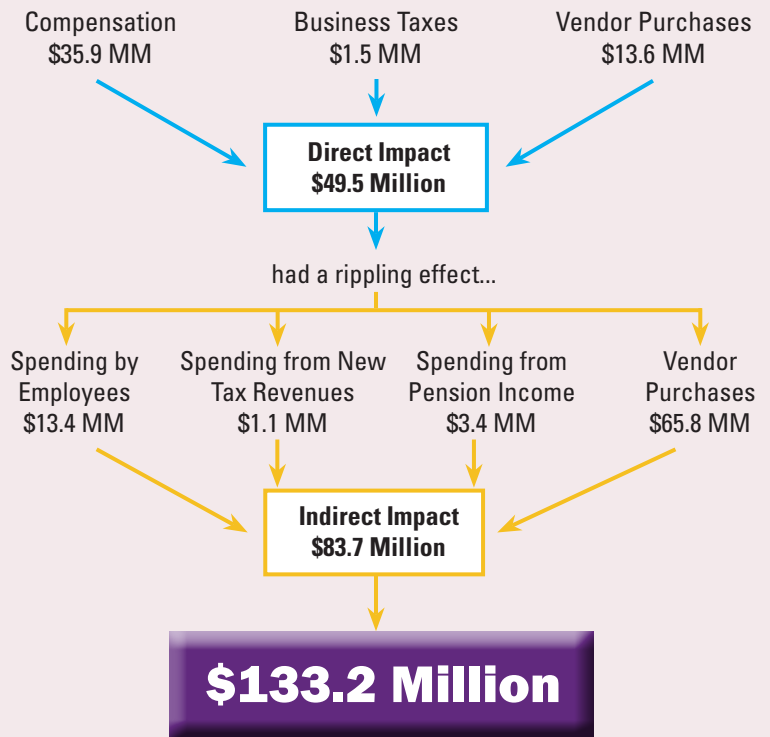 Compensation
$35.9 MM
Business Taxes
$1.5 MM
Vendor Purchases
$13.6 MM
Direct Impact
$49.5 Million
had a rippling effect...
Spending by
Employees
$13.4 MM
Spending from New
Tax Revenues
$1.1 MM
Spending from
Pension Income
$3.4 MM
Vendor
Purchases
$65.8 MM
Indirect Impact
$83.7 Million
$133.2 Million